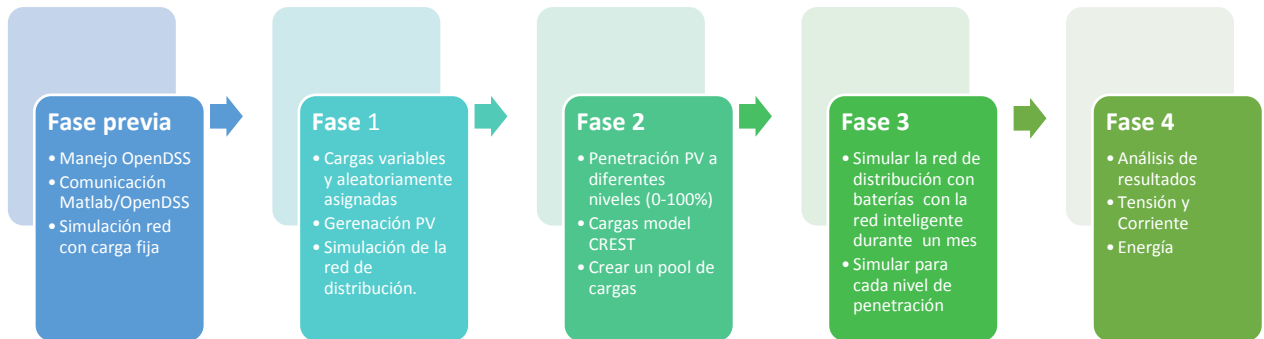 Fase previa
• Manejo OpenDSS
• Comunicación
Matlab/OpenDSS
• Simulación red
con carga fija
Fase 1
• Cargas variables
y aleatoriamente
asignadas
• Gerenación PV
• Simulación de la
red de
distribución.
Fase 2
• Penetración PV a
diferentes
niveles (0-100%)
• Cargas model
CREST
• Crear un pool de
cargas
Fase 3
• Simular la red de
distribución con
baterías con la
red inteligente
durante un mes
• Simular para
cada nivel de
penetración
Fase 4
• Análisis de
resultados
• Tensión y
Corriente
• Energía